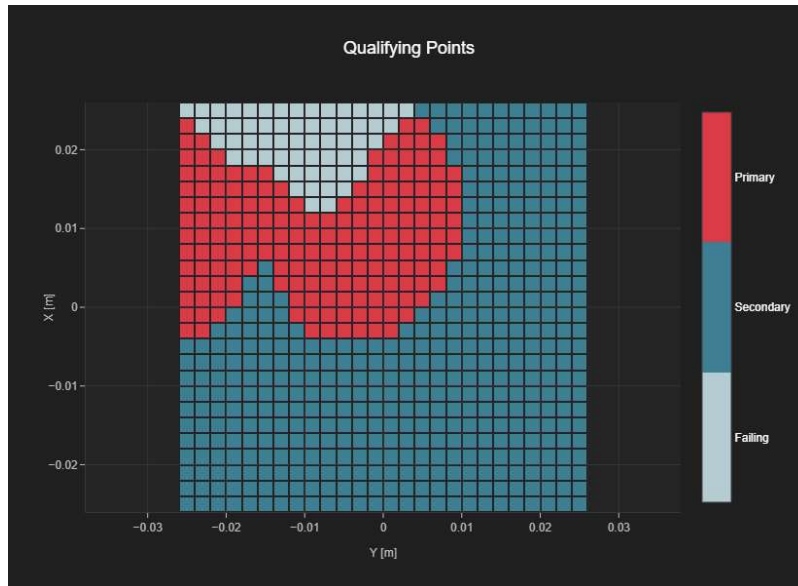 Qualifying Points
0.02
0.01
0
−0.01
−0.02
X [m]
−0.03
−0.02
−0.01
0
0.01
0.02
0.03
Y [m]
Primary
Secondary
Failing